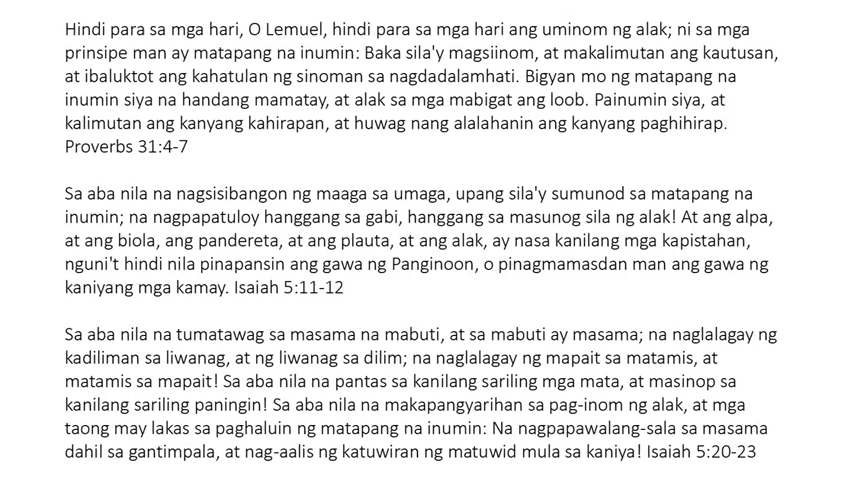 Hindi para sa mga hari, O Lemuel, hindi para sa mga hari ang uminom ng alak; ni sa mga
prinsipe man ay matapang na inumin: Baka sila'y magsiinom, at makalimutan ang kautusan,
at ibaluktot ang kahatulan ng sinoman sa nagdadalamhati. Bigyan mo ng matapang na
inumin siya na handang mamatay, at alak sa mga mabigat ang loob. Painumin siya, at
kalimutan ang kanyang kahirapan, at huwag nang alalahanin ang kanyang paghihirap.
Proverbs 31:4-7
Sa aba nila na nagsisibangon ng maaga sa umaga, upang sila'y sumunod sa matapang na
inumin; na nagpapatuloy hanggang sa gabi, hanggang sa masunog sila ng alak! At ang alpa,
at ang biola, ang pandereta, at ang plauta, at ang alak, ay nasa kanilang mga kapistahan,
nguni't hindi nila pinapansin ang gawa ng Panginoon, o pinagmamasdan man ang gawa ng
kaniyang mga kamay. Isaiah 5:11-12
Sa aba nila na tumatawag sa masama na mabuti, at sa mabuti ay masama; na naglalagay ng
kadiliman sa liwanag, at ng liwanag sa dilim; na naglalagay ng mapait sa matamis, at
matamis sa mapait! Sa aba nila na pantas sa kanilang sariling mga mata, at masinop sa
kanilang sariling paningin! Sa aba nila na makapangyarihan sa pag-inom ng alak, at mga
taong may lakas sa paghaluin ng matapang na inumin: Na nagpapawalang-sala sa masama
dahil sa gantimpala, at nag-aalis ng katuwiran ng matuwid mula sa kaniya! Isaiah 5:20-23